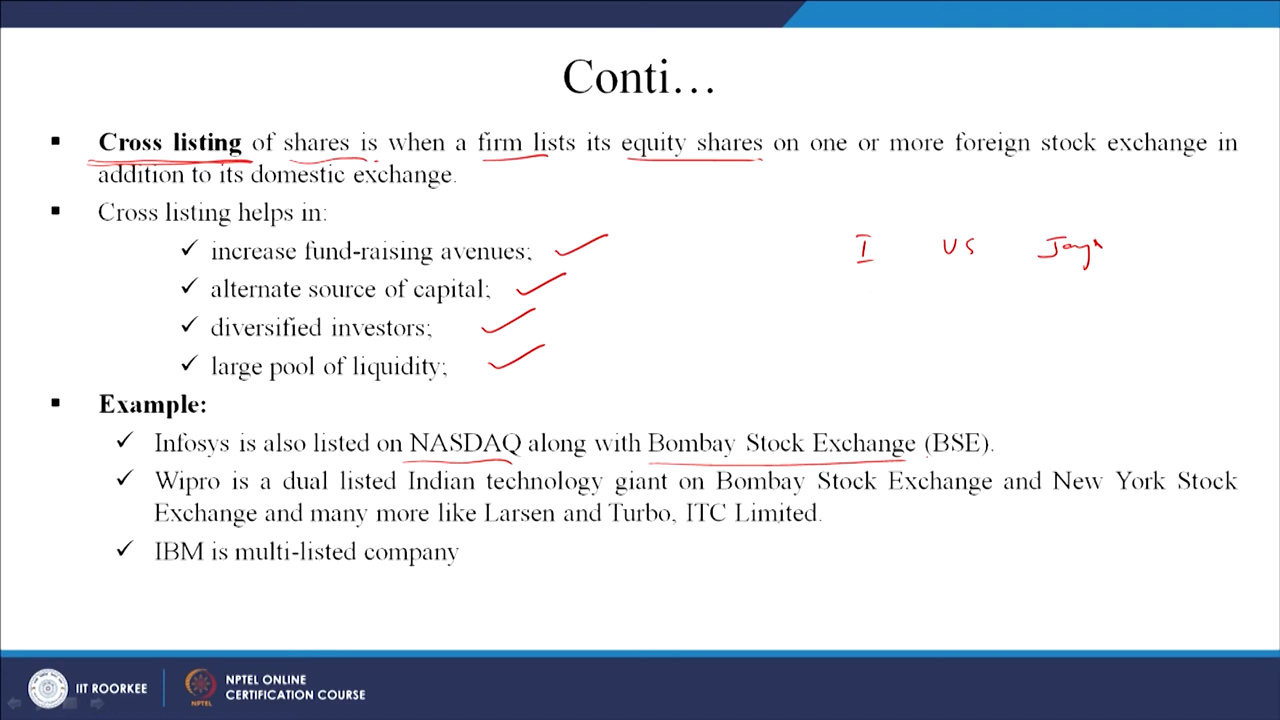 Conti…
▪ Cross listing of shares is when a firm lists its equity shares on one or more foreign stock exchange in
addition to its domestic exchange.
▪ Cross listing helps in:
✓ increase fund-raising avenues;
I US
✓ alternate source of capital;
✓ diversified investors;
✓ large pool of liquidity;
▪ Example:
✓ Infosys is also listed on NASDAQ along with Bombay Stock Exchange (BSE).
✓ Wipro is a dual listed Indian technology giant on Bombay Stock Exchange and New York Stock
Exchange and many more like Larsen and Turbo, ITC Limited.
✓ IBM is multi-listed company
IIT ROORKEE
NPTEL
NPTEL ONLINE
CERTIFICATION COURSE